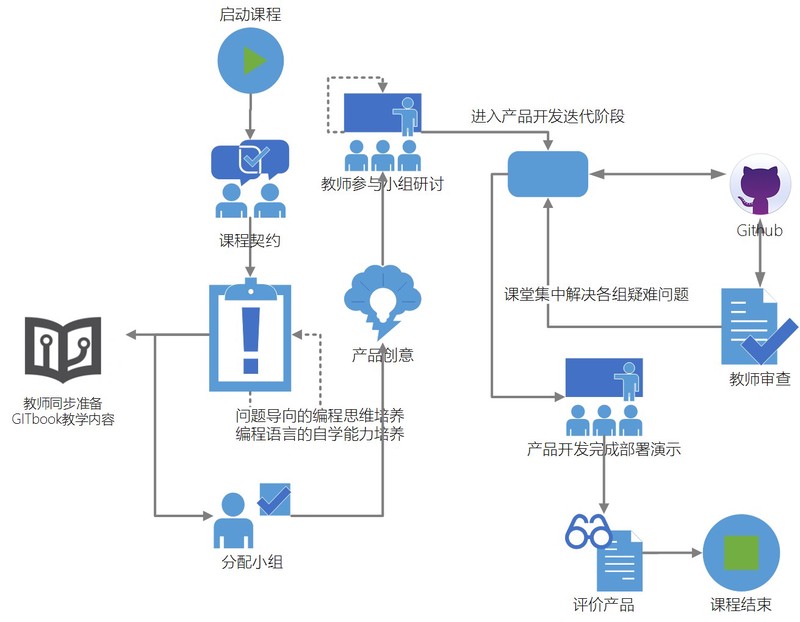 启动课程
课程契约
教师同步准备
GITbook教学内容
问题导向的编程思维培养
编程语言的自学能力培养
分配小组
产品创意
教师参与小组研讨
进入产品开发迭代阶段
Github
教师审查
课堂集中解决各组疑难问题
产品开发完成部署演示
评价产品
课程结束